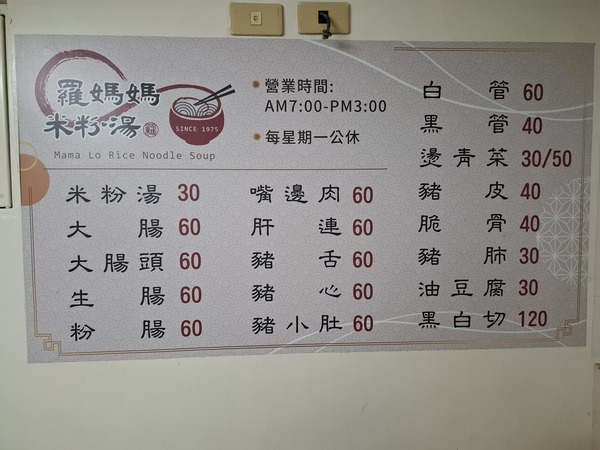 羅媽媽
米粉湯
SINCE 1975
Mama Lo Rice Noodle Soup
營業時間:
AM7:00-PM3:00
每星期一公休
米粉湯 30
大腸 60
大腸頭 60
生腸 60
粉腸 60
嘴邊肉 60
肝連 60
豬舌 60
豬心 60
豬小肚 60
白管 60
黑管 40
燙青菜 30/50
豬皮 40
脆骨 40
豬肺 30
油豆腐 30
黑白切 120